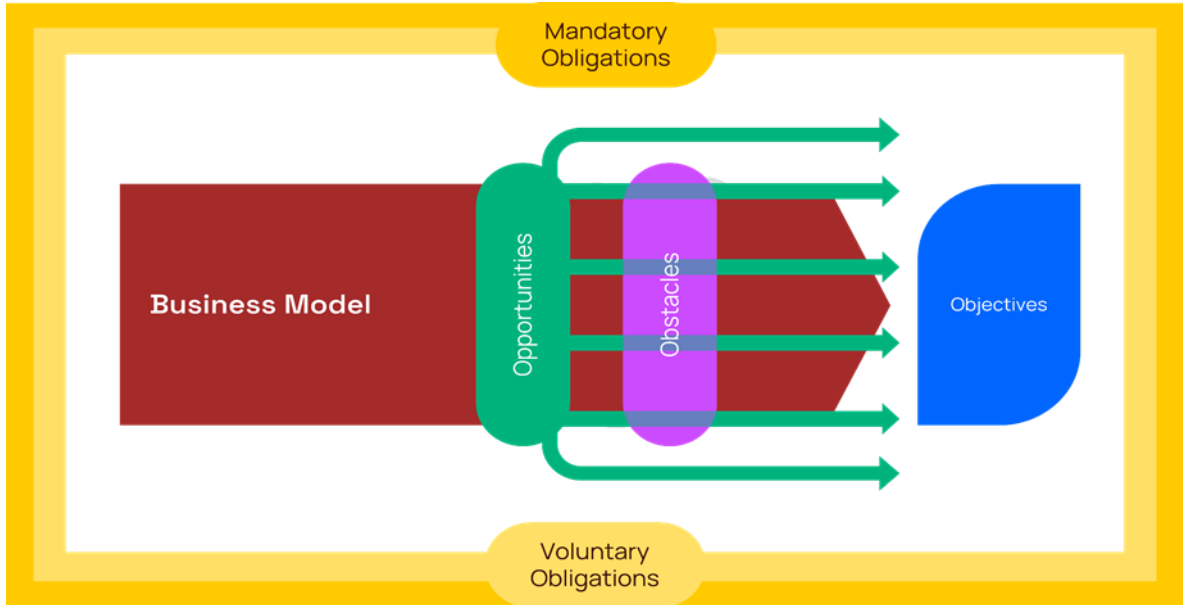 Mandatory
Obligations
Business Model
Opportunities
Obstacles
Objectives
Voluntary
Obligations